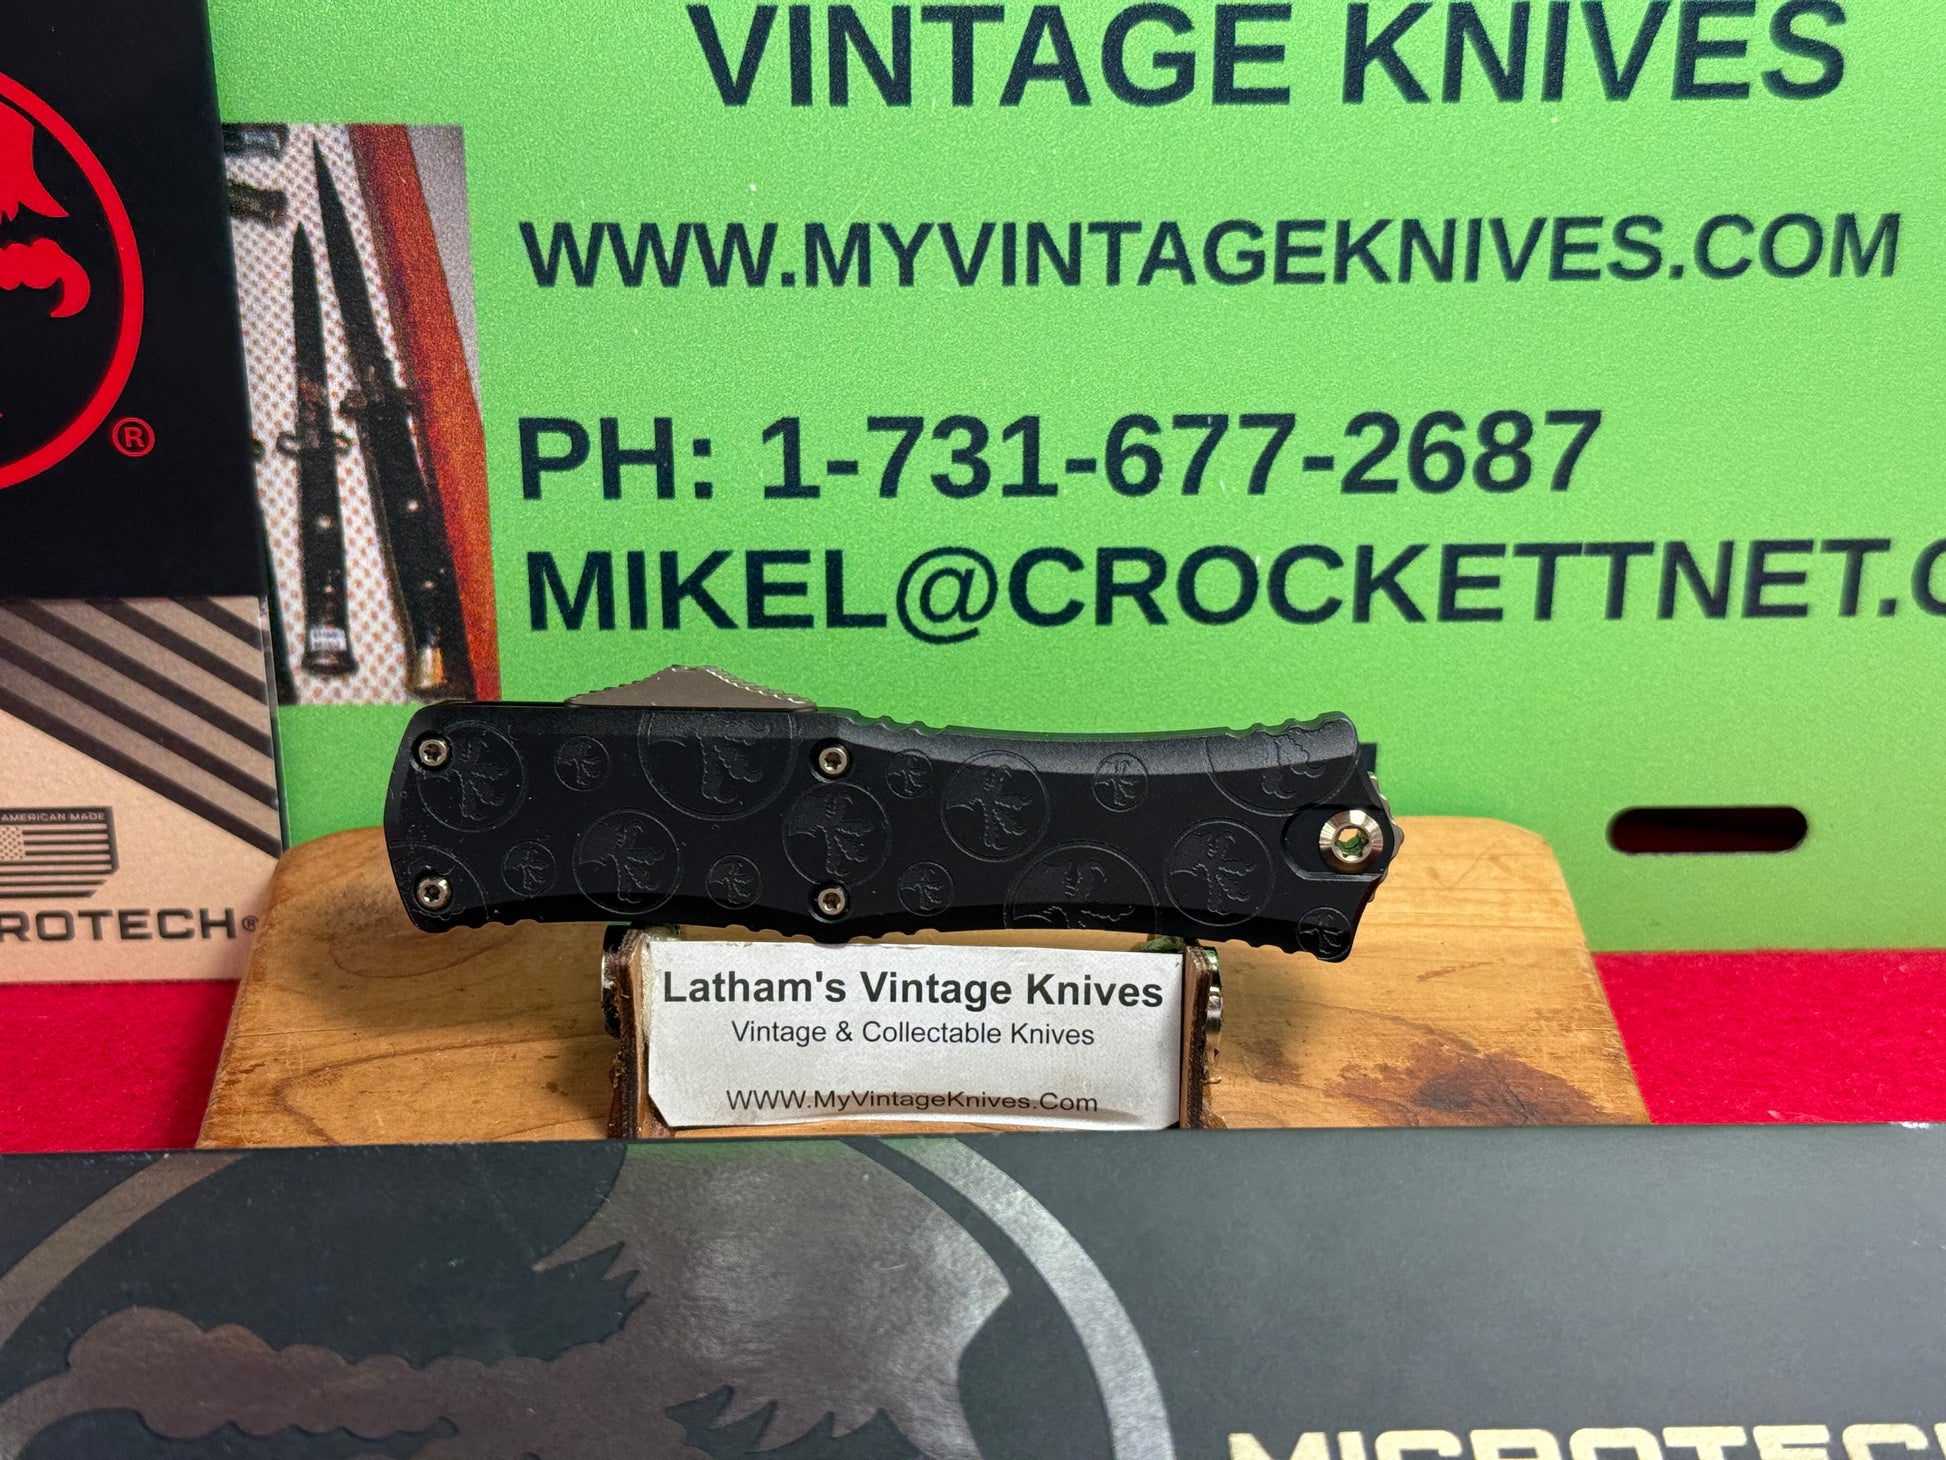 VINTAGE KNIVES
WWW.MYVINTAGEKNIVES.COM
PH: 1-731-677-2687
MIKEL@CROCKETTNET.C
®
AMERICAN MADE
ROTECH®
Latham's Vintage Knives
Vintage & Collectable Knives
WWW.MyVintageKnives.Com
MICROTECH